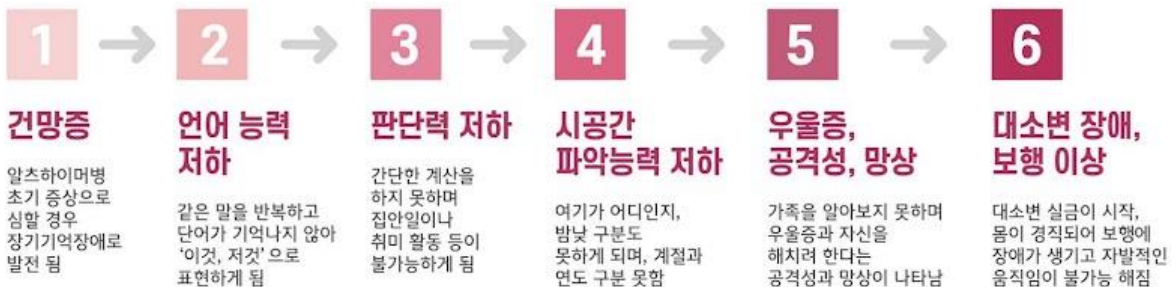 1
건망증
알츠하이머병
초기 증상으로
심할 경우
장기기억장애로
발전 됨
2
언어 능력
저하
같은 말을 반복하고
단어가 기억나지 않아
'이것, 저것'으로
표현하게 됨
3
판단력 저하
간단한 계산을
하지 못하며
집안일이나
취미 활동 등이
불가능하게 됨
4
시공간
파악능력 저하
여기가 어디인지,
밤낮 구분도
못하게 되며, 계절과
연도 구분 못함
5
우울증,
공격성, 망상
가족을 알아보지 못하며
우울증과 자신을
해치려 한다는
공격성과 망상이 나타남
6
대소변 장애,
보행 이상
대소변 실금이 시작,
몸이 경직되어 보행에
장애가 생기고 자발적인
움직임이 불가능 해짐